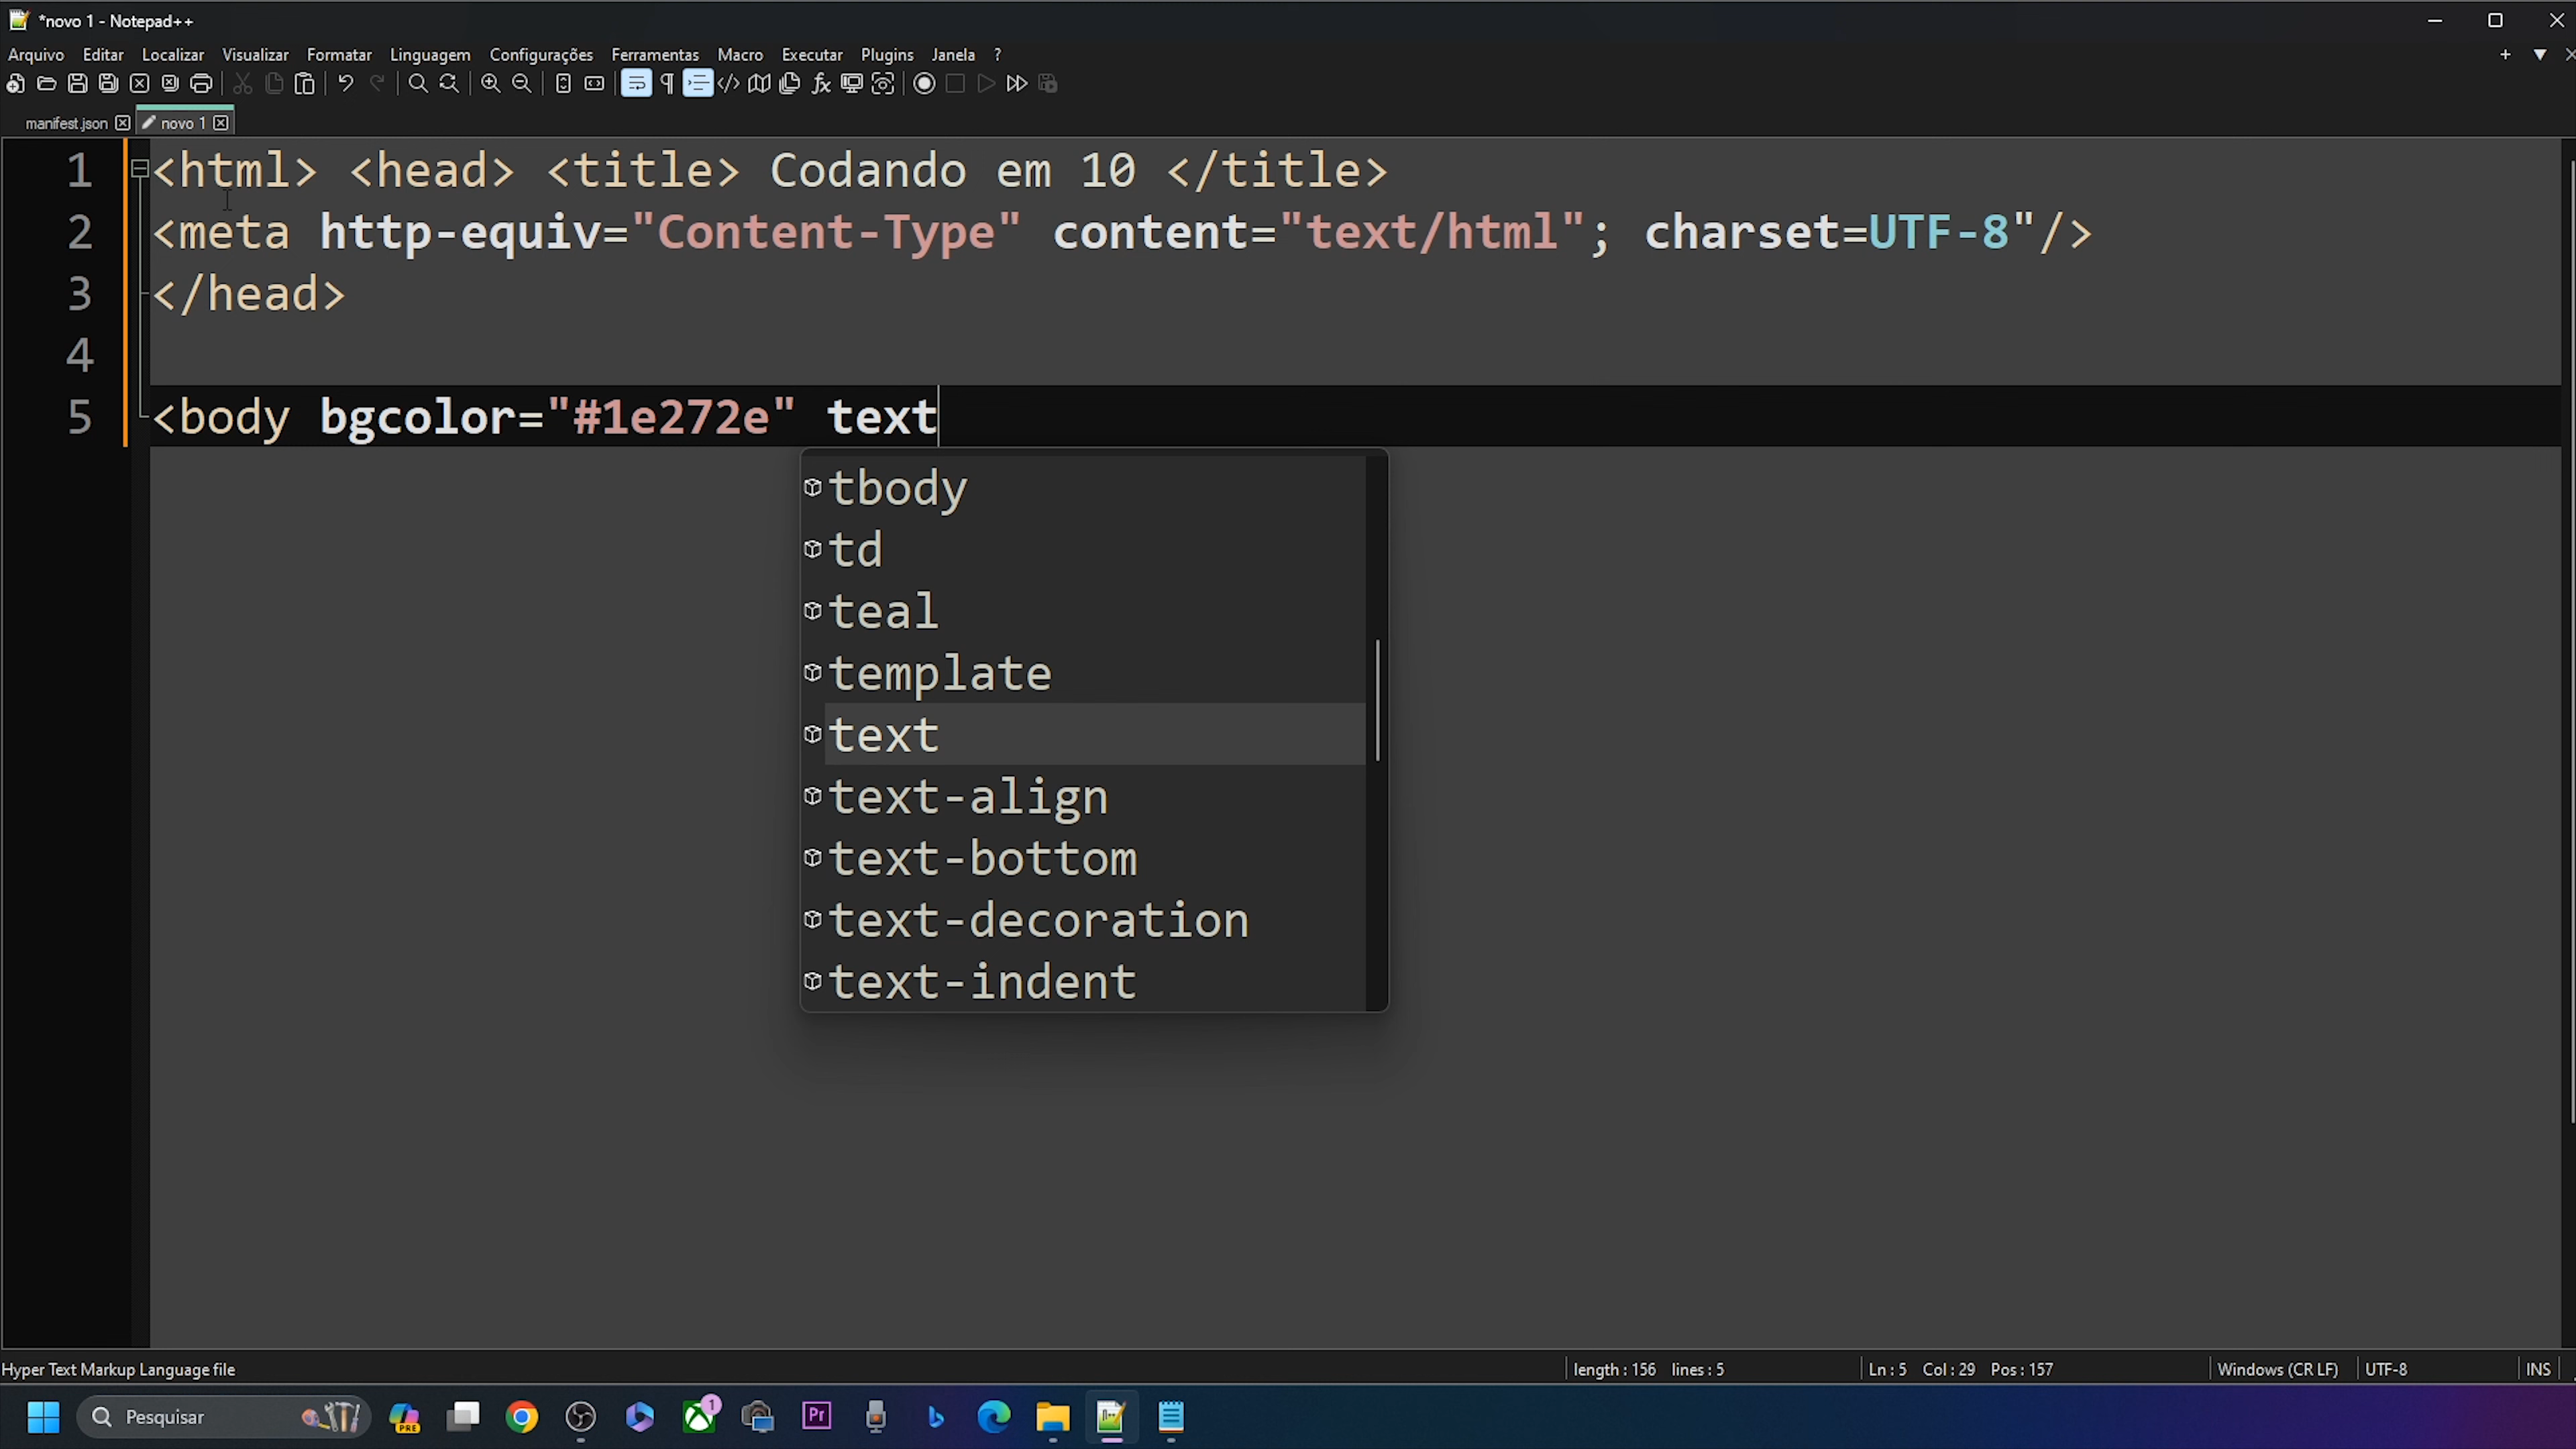 *novo 1 - Notepad++
Arquivo Editar Localizar Visualizar Formatar Linguagem Configurações Ferramentas Macro Executar Plugins Janela ?
manifest.json novo 1
1 <html> <head> <title> Codando em 10 </title>
2 <meta http-equiv="Content-Type" content="text/html"; charset=UTF-8"/>
3 </head>
4
5 <body bgcolor="#1e272e" text
tbody
td
teal
template
text
text-align
text-bottom
text-decoration
text-indent
Hyper Text Markup Language file length : 156 lines : 5 Ln : 5 Col : 29 Pos : 157 Windows (CR LF) UTF-8 INS
Pesquisar PRE 1 Pr